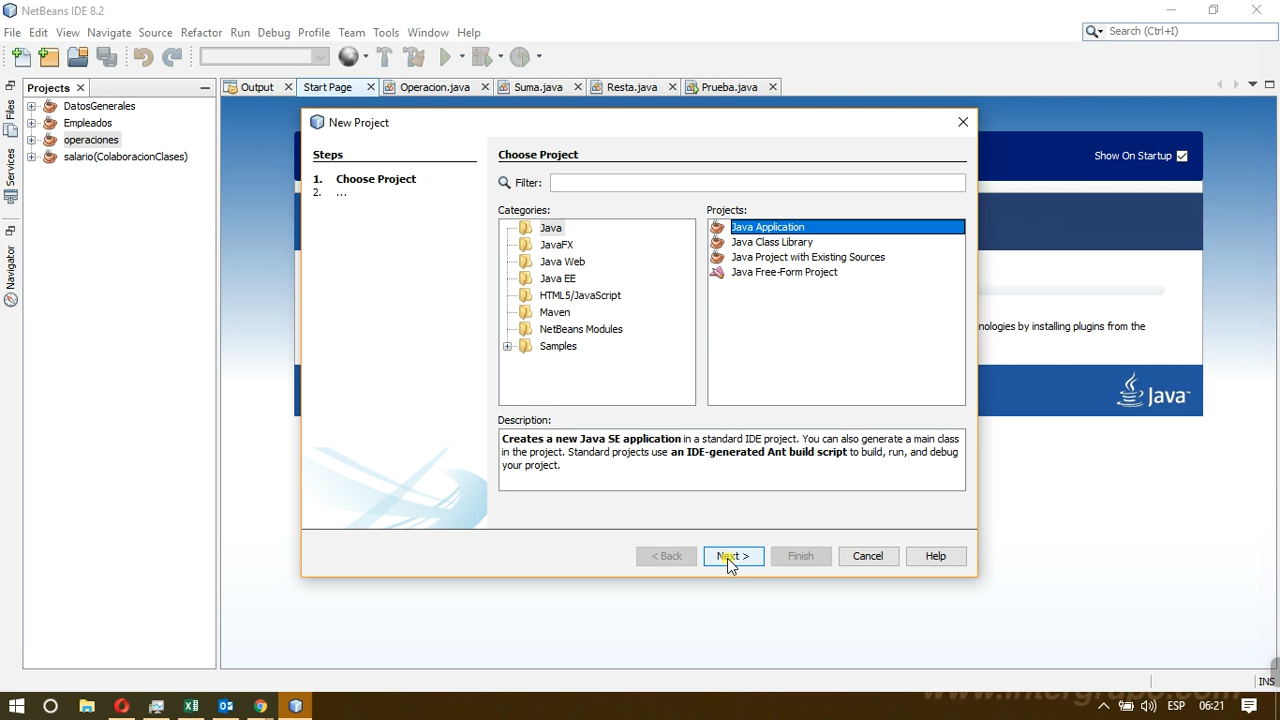 NetBeans IDE 8.2
File Edit View Navigate Source Refactor Run Debug Profile Team Tools Window Help
Search (Ctrl+I)
Projects
Output Start Page Operacion.java Suma.java Resta.java Prueba.java
Files
Services
Navigator
DatosGenerales
Empleados
operaciones
salario(ColaboracionClases)
Show On Startup
nologies by installing plugins from the
Java
New Project
Steps
1. Choose Project
2. ...
Choose Project
Filter:
Categories: Projects:
Java
JavaFX
Java Web
Java EE
HTML5/JavaScript
Maven
NetBeans Modules
Samples
Java Application
Java Class Library
Java Project with Existing Sources
Java Free-Form Project
Description:
Creates a new Java SE application in a standard IDE project. You can also generate a main class
in the project. Standard projects use an IDE-generated Ant build script to build, run, and debug
your project.
< Back Next > Finish Cancel Help
INS
www.intergrupo.com
ESP 06:21